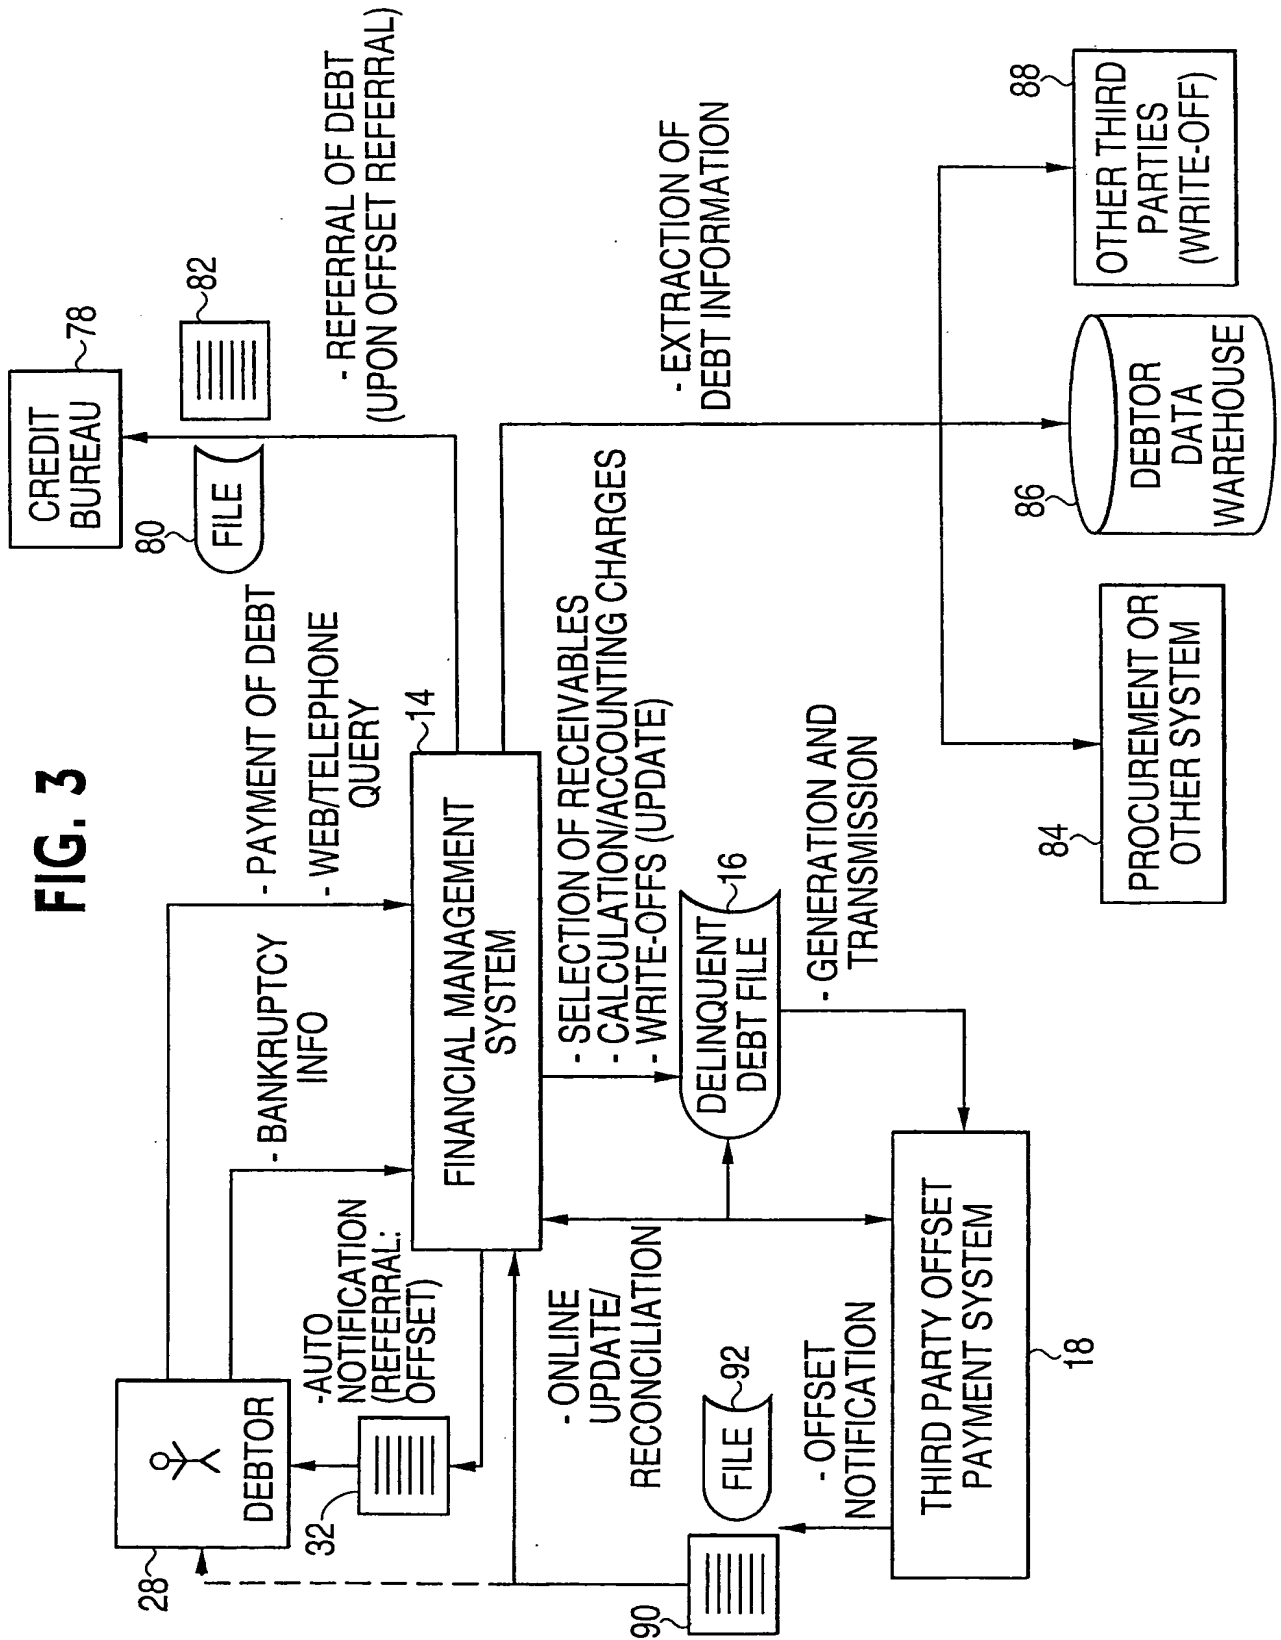 FIG. 3
CREDIT
BUREAU
78
80
FILE
82
- REFERRAL OF DEBT
(UPON OFFSET REFERRAL)
- PAYMENT OF DEBT
- WEB/TELEPHONE
QUERY
- BANKRUPTCY
INFO
28
DEBTOR
32
-AUTO
NOTIFICATION
(REFERRAL:
OFFSET)
14
FINANCIAL MANAGEMENT
SYSTEM
- EXTRACTION OF
DEBT INFORMATION
- SELECTION OF RECEIVABLES
- CALCULATION/ACCOUNTING CHARGES
- WRITE-OFFS (UPDATE)
- ONLINE
UPDATE/
RECONCILIATION
DELINQUENT
DEBT FILE
16
- GENERATION AND
TRANSMISSION
90
FILE
92
- OFFSET
NOTIFICATION
THIRD PARTY OFFSET
PAYMENT SYSTEM
18
84
PROCUREMENT OR
OTHER SYSTEM
86
DEBTOR
DATA
WAREHOUSE
88
OTHER THIRD
PARTIES
(WRITE-OFF)